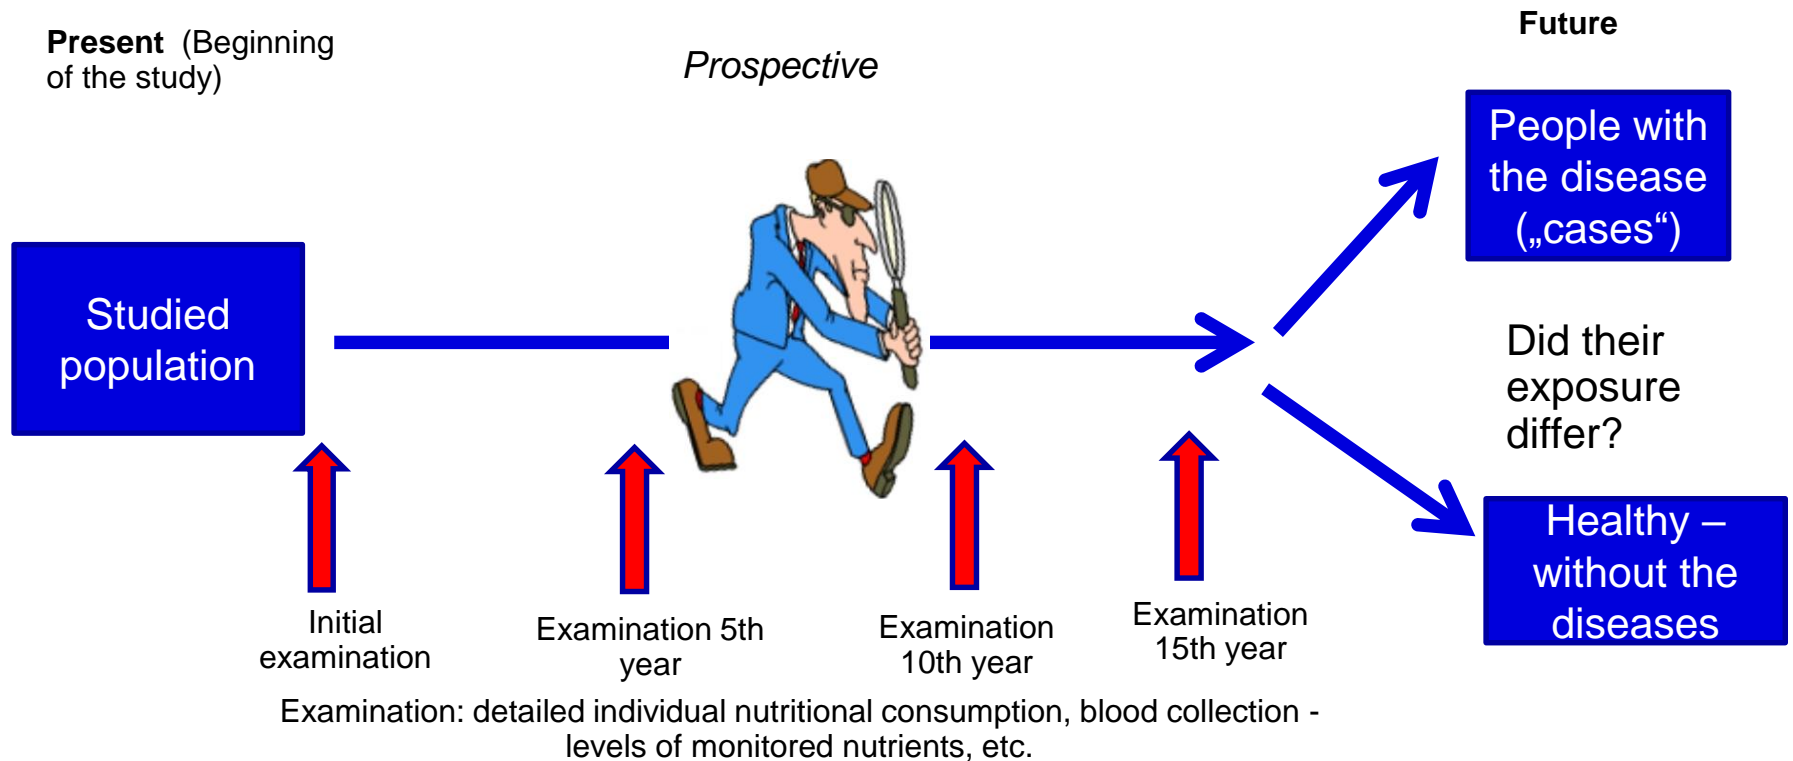 Present (Beginning
of the study)
Prospective
Future
People with
the disease
(„cases“)
Studied
population
Did their
exposure
differ?
Healthy –
without the
diseases
Initial
examination
Examination 5th
year
Examination
10th year
Examination
15th year
Examination: detailed individual nutritional consumption, blood collection -
levels of monitored nutrients, etc.